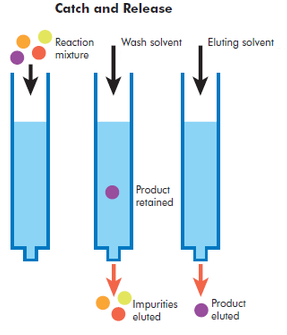 Catch and Release
Reaction
mixture
Wash solvent
Eluting solvent
Product
retained
Impurities
eluted
Product
eluted